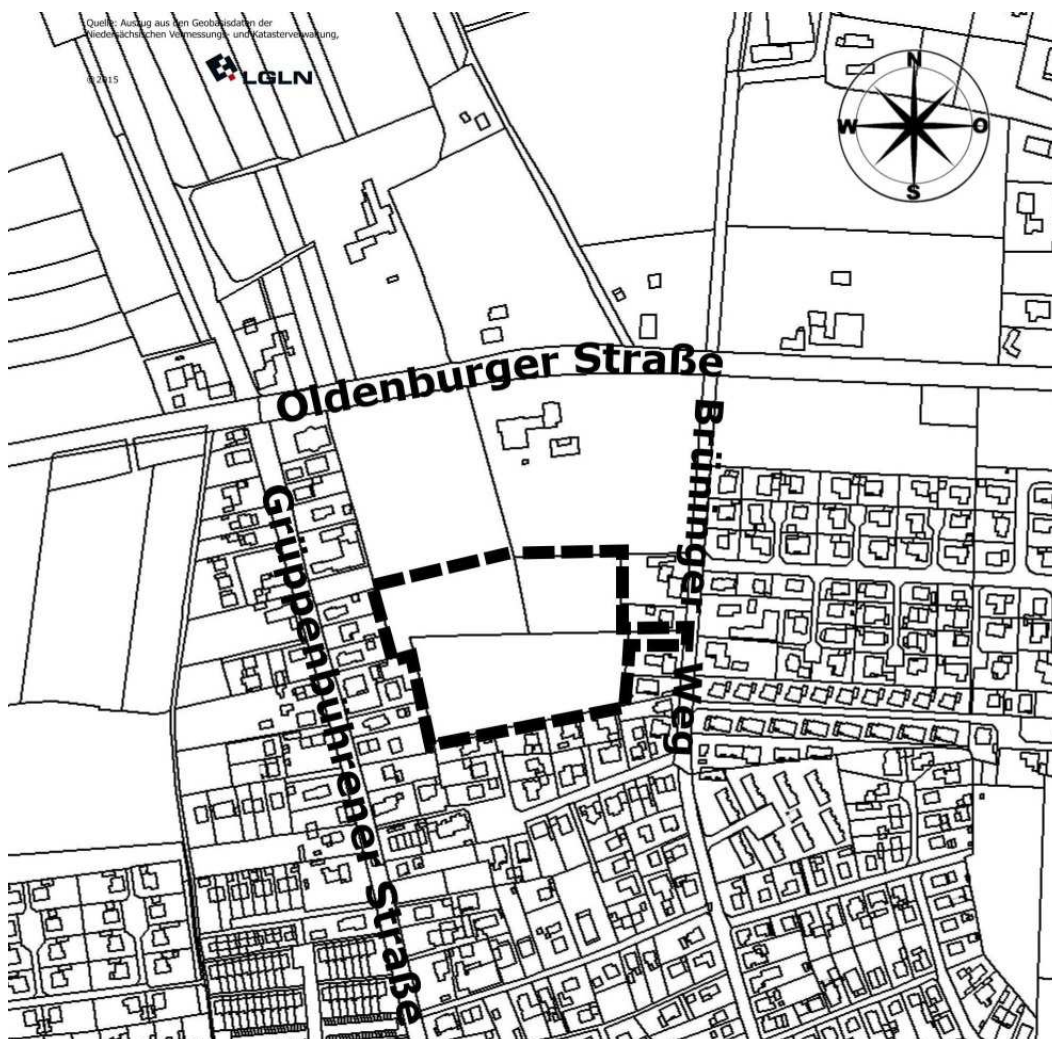 Quelle: Auszug aus den Geobasisdaten der
Niedersächsischen Vermessungs- und Katasterverwaltung,
© 2015
LGLN
N
W
O
S
Oldenburger Straße
Brüninger Weg
Grüppenbührener Straße